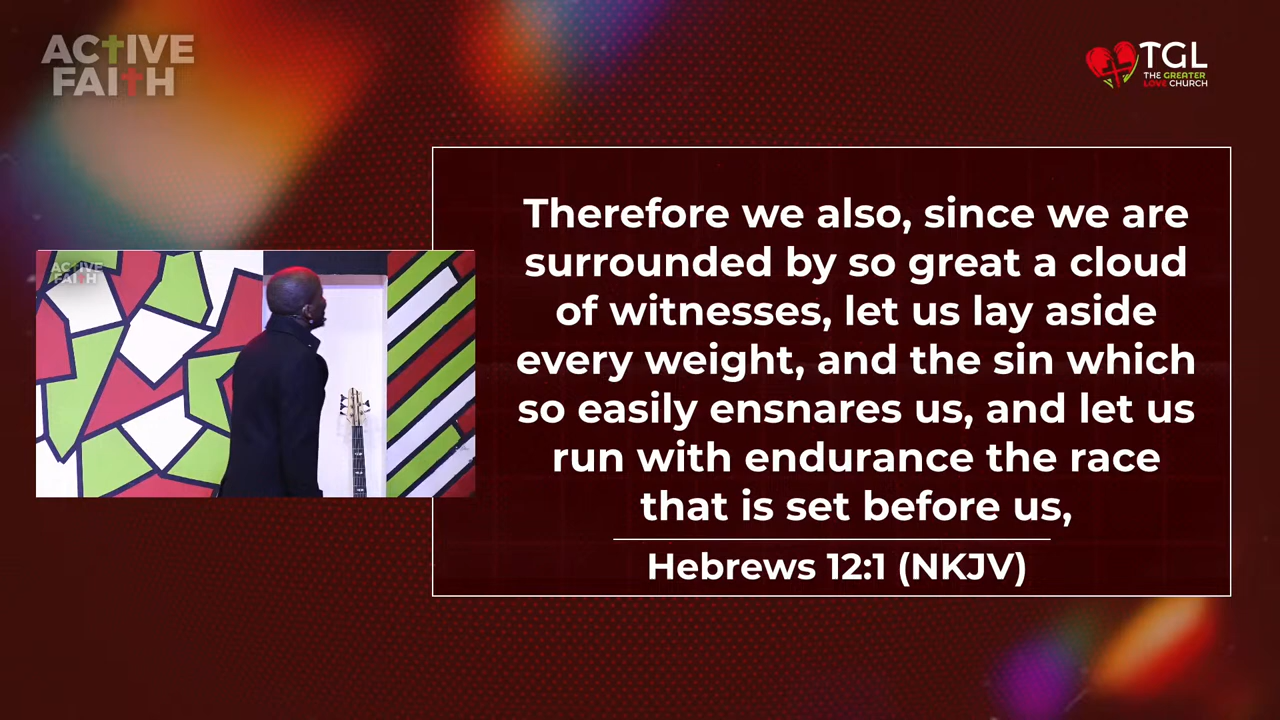 ACTIVE
FAITH
TGL
THE GREATER
LOVE CHURCH
Therefore we also, since we are
surrounded by so great a cloud
of witnesses, let us lay aside
every weight, and the sin which
so easily ensnares us, and let us
run with endurance the race
that is set before us,
Hebrews 12:1 (NKJV)
ACTIVE
FAITH